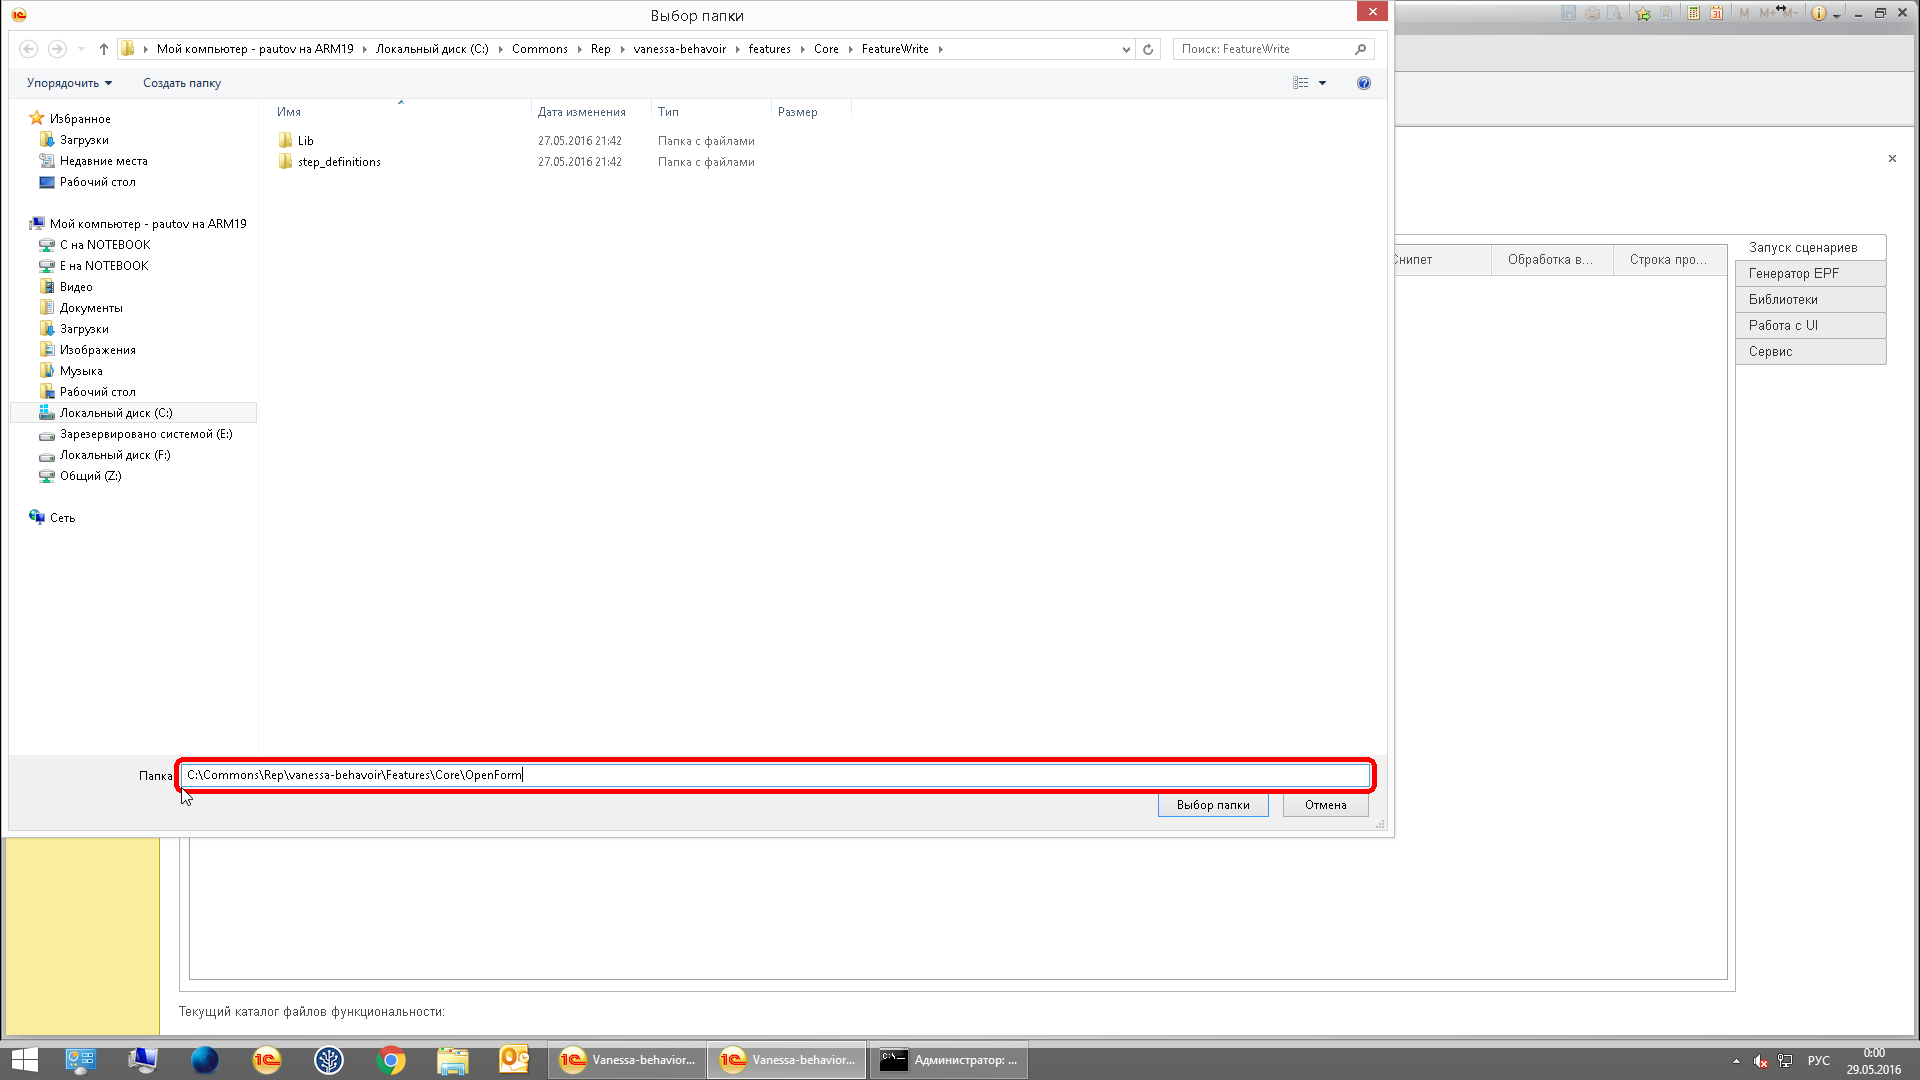 Выбор папки
Мой компьютер - pautov на ARM19 Локальный диск (C:) Commons Rep vanessa-behavoir features Core FeatureWrite
Поиск: FeatureWrite
Упорядочить Создать папку
Имя Дата изменения Тип Размер
Lib 27.05.2016 21:42 Папка с файлами
step_definitions 27.05.2016 21:42 Папка с файлами
Избранное
Загрузки
Недавние места
Рабочий стол
Мой компьютер - pautov на ARM19
C на NOTEBOOK
E на NOTEBOOK
Видео
Документы
Загрузки
Изображения
Музыка
Рабочий стол
Локальный диск (C:)
Зарезервировано системой (E:)
Локальный диск (F:)
Общий (Z:)
Сеть
Папка
C:\Commons\Rep\vanessa-behavoir\Features\Core\OpenForm
Выбор папки Отмена
M M+ M-
31
Снипет Обработка в... Строка про...
Запуск сценариев
Генератор EPF
Библиотеки
Работа с UI
Сервис
Текущий каталог файлов функциональности:
Vanessa-behavior... Vanessa-behavior... Администратор: ...
РУС
0:00
29.05.2016